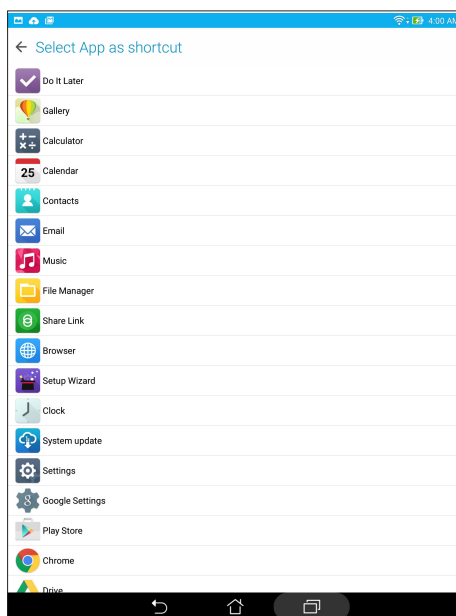 4:00 AM
Select App as shortcut
Do It Later
Gallery
Calculator
25 Calendar
Contacts
Email
Music
File Manager
Share Link
Browser
Setup Wizard
Clock
System update
Settings
8 Google Settings
Play Store
Chrome
Drive